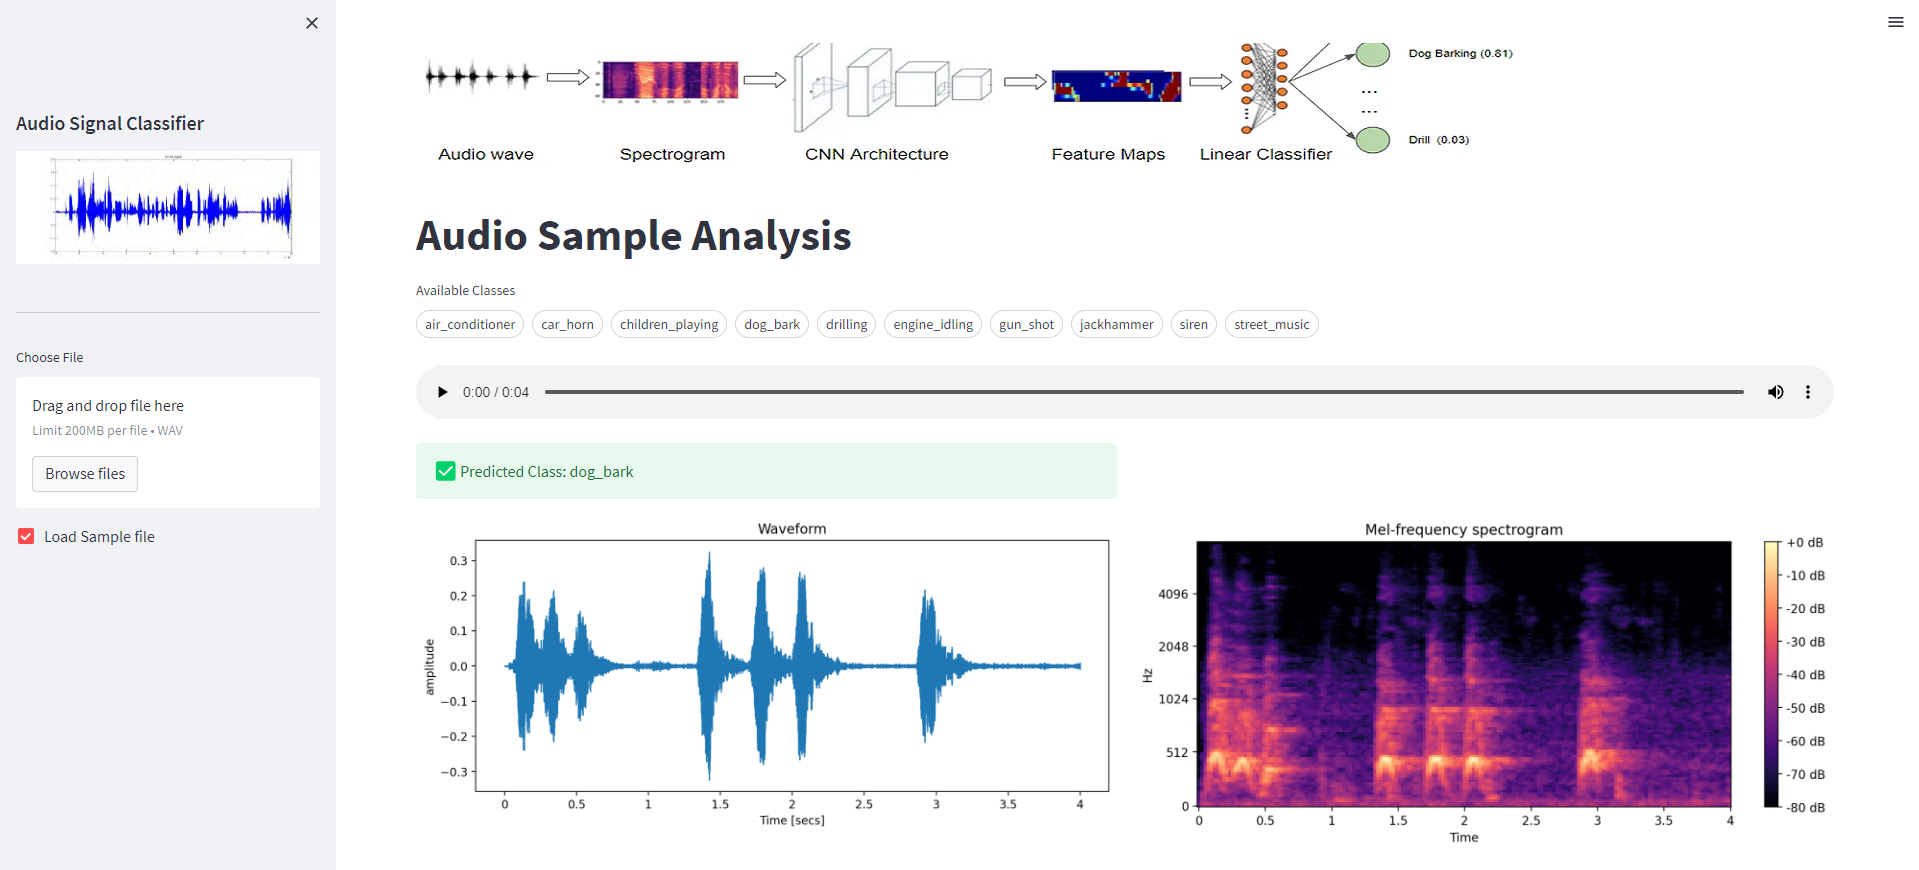 Audio Signal Classifier
Choose File
Drag and drop file here
Limit 200MB per file • WAV
Browse files
Load Sample file
Dog Barking (0.81)
...
...
Drill (0.03)
Audio wave
Spectrogram
CNN Architecture
Feature Maps
Linear Classifier
Audio Sample Analysis
Available Classes
air_conditioner car_horn children_playing dog_bark drilling engine_idling gun_shot jackhammer siren street_music
0:00 / 0:04
Predicted Class: dog_bark
Waveform
0.3
0.2
0.1
0.0
−0.1
−0.2
−0.3
amplitude
0 0.5 1 1.5 2 2.5 3 3.5 4
Time [secs]
Mel-frequency spectrogram
4096
2048
1024
512
0
Hz
0 0.5 1 1.5 2 2.5 3 3.5 4
Time
+0 dB
-10 dB
-20 dB
-30 dB
-40 dB
-50 dB
-60 dB
-70 dB
-80 dB